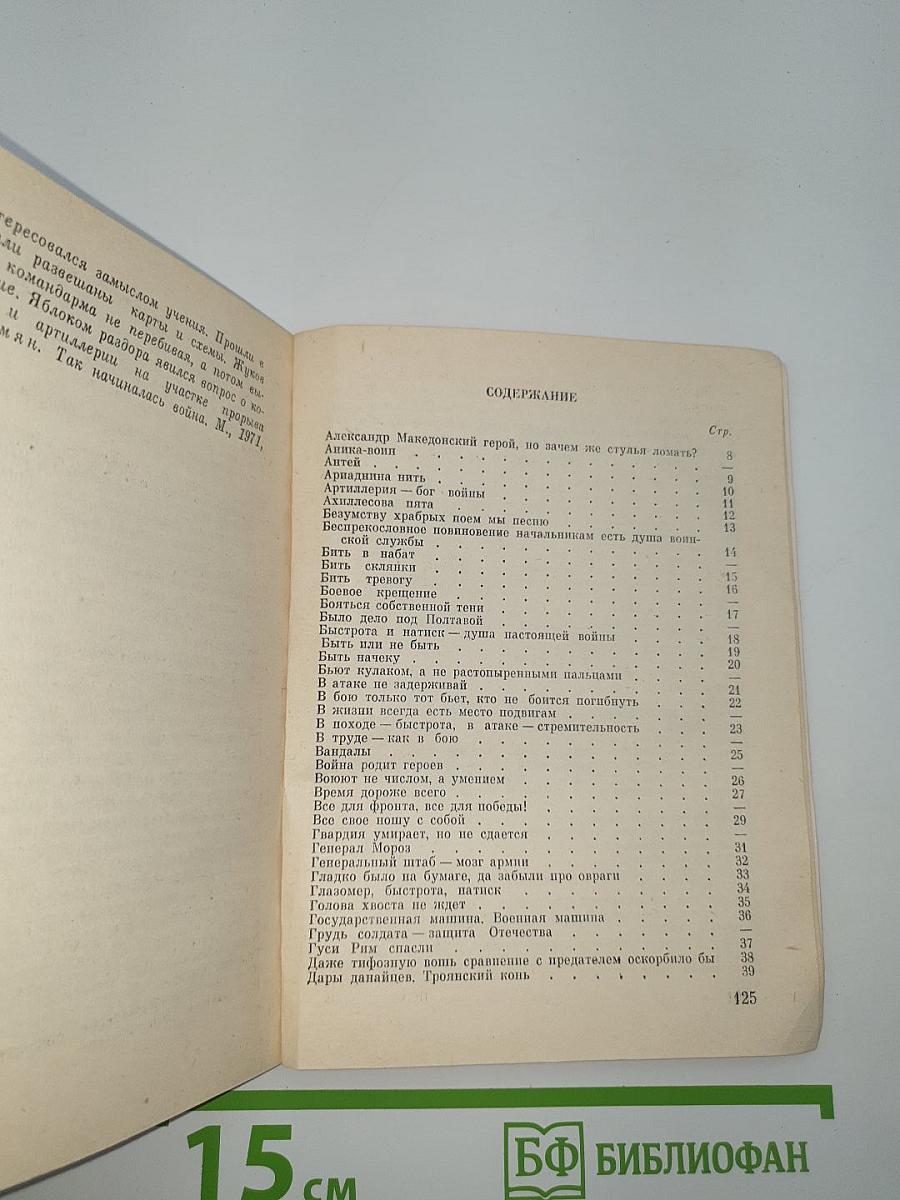 тересовался замыслом учения. Прошли в
ли развешаны карты и схемы. Жуков
командарма не перебивая, а потом вы-
ие. Яблоком раздора явился вопрос о ко-
и артиллерии на участке прорыва
мян. Так начиналась война. М., 1971,
СОДЕРЖАНИЕ
Стр.
Александр Македонский герой, но зачем же стулья ломать? 8
Аника-воин . . . . . . . . . . . . —
Антей . . . . . . . . . . . . 9
Ариаднина нить . . . . . . . . . . . . 10
Артиллерия — бог войны . . . . . . . . . 11
Ахиллесова пята . . . . . . . . . . . 12
Безумству храбрых поем мы песню . . . . . . . 13
Беспрекословное повиновение начальникам есть душа воин-
ской службы . . . . . . . . . . . . 14
Бить в набат . . . . . . . . . . . . —
Бить склянки . . . . . . . . . . . . 15
Бить тревогу . . . . . . . . . . . . 16
Боевое крещение . . . . . . . . . . . —
Бояться собственной тени . . . . . . . . . 17
Было дело под Полтавой . . . . . . . . . —
Быстрота и натиск — душа настоящей войны . . . . 18
Быть или не быть . . . . . . . . . . . 19
Быть начеку . . . . . . . . . . . . 20
Бьют кулаком, а не растопыренными пальцами . . . . —
В атаке не задерживай . . . . . . . . . . 21
В бою только тот бьет, кто не боится погибнуть . . . 22
В жизни всегда есть место подвигам . . . . . . —
В походе — быстрота, в атаке — стремительность . . . 23
В труде — как в бою . . . . . . . . . . —
Вандалы . . . . . . . . . . . . 25
Война родит героев . . . . . . . . . . —
Воюют не числом, а умением . . . . . . . . 26
Время дороже всего . . . . . . . . . . 27
Все для фронта, все для победы! . . . . . . . —
Все свое ношу с собой . . . . . . . . . . 29
Гвардия умирает, но не сдается . . . . . . . —
Генерал Мороз . . . . . . . . . . . . 31
Генеральный штаб — мозг армии . . . . . . . 32
Гладко было на бумаге, да забыли про овраги . . . . 33
Глазомер, быстрота, натиск . . . . . . . . 34
Голова хвоста не ждет . . . . . . . . . . 35
Государственная машина. Военная машина . . . . . 36
Грудь солдата — защита Отечества . . . . . . —
Гуси Рим спасли . . . . . . . . . . . 37
Даже тифозную вошь сравнение с предателем оскорбило бы 38
Дары данайцев. Троянский конь . . . . . . . 39
125
15 см
БФ БИБЛИОФАН